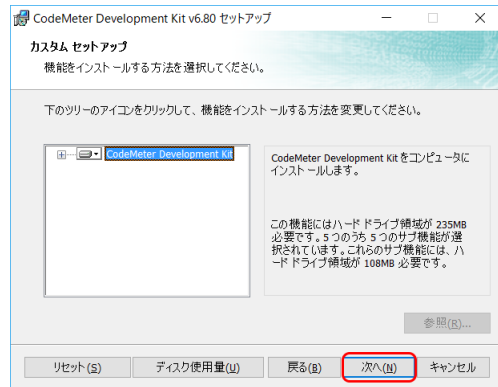 CodeMeter Development Kit v6.80 セットアップ
カスタム セットアップ
機能をインストールする方法を選択してください。
下のツリーのアイコンをクリックして、機能をインストールする方法を変更してください。
CodeMeter Development Kit
CodeMeter Development Kit をコンピュータに
インストールします。
この機能にはハード ドライブ領域が 235MB
必要です。5 つのうち 5 つのサブ機能が選
択されています。これらのサブ機能には、ハ
ード ドライブ領域が 108MB 必要です。
参照(R)...
リセット(S)
ディスク使用量(U)
戻る(B)
次へ(N)
キャンセル